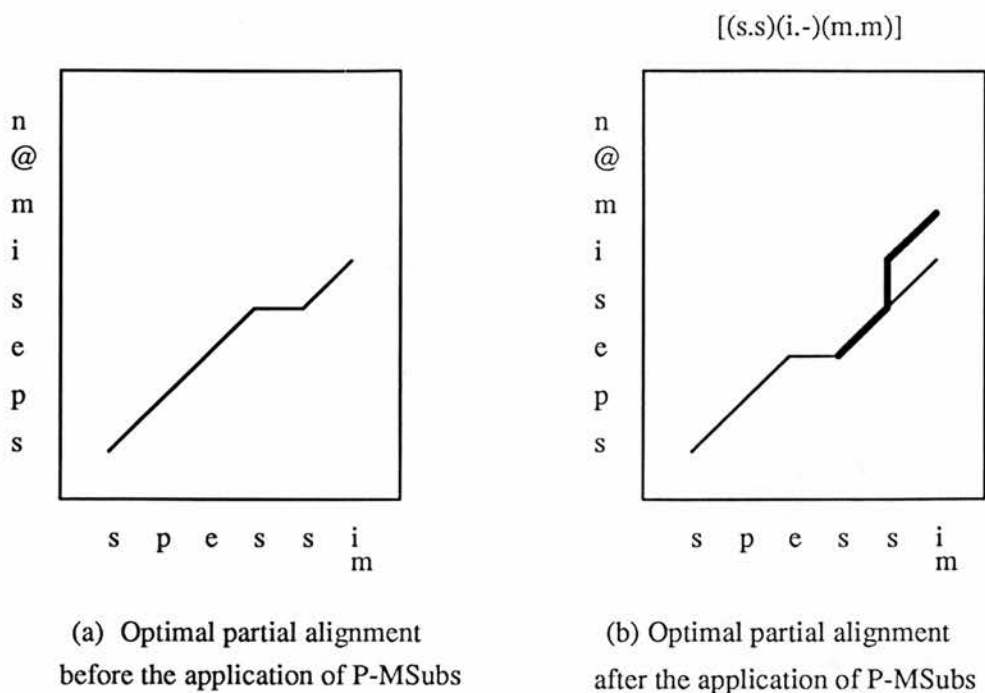 [(s.s)(i.-)(m.m)]
n
@
m
i
s
e
p
s
s p e s s i
m
(a) Optimal partial alignment
before the application of P-MSubs
n
@
m
i
s
e
p
s
s p e s s i
m
(b) Optimal partial alignment
after the application of P-MSubs